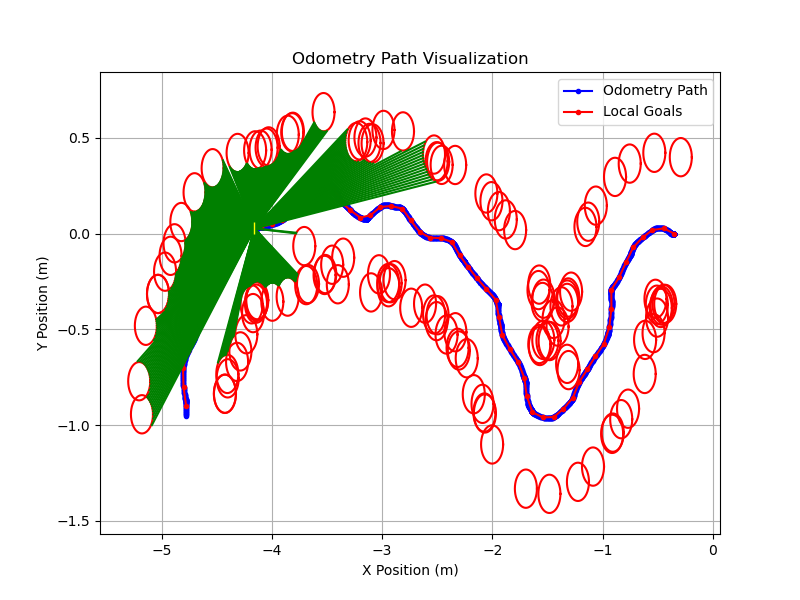 Odometry Path Visualization
Odometry Path
Local Goals
0.5
0.0
−0.5
−1.0
−1.5
Y Position (m)
−5
−4
−3
−2
−1
0
X Position (m)